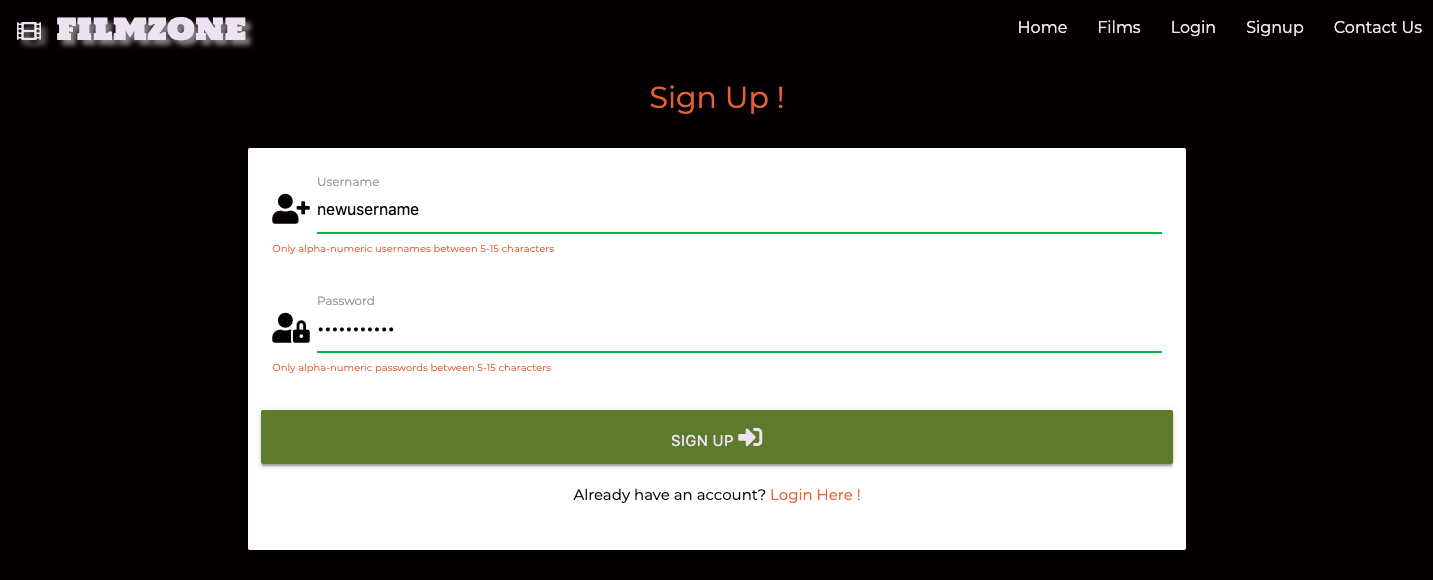 FILMZONE
Home Films Login Signup Contact Us
Sign Up !
Username
newusername
Only alpha-numeric usernames between 5-15 characters
Password
•••••••••••
Only alpha-numeric passwords between 5-15 characters
SIGN UP
Already have an account? Login Here !